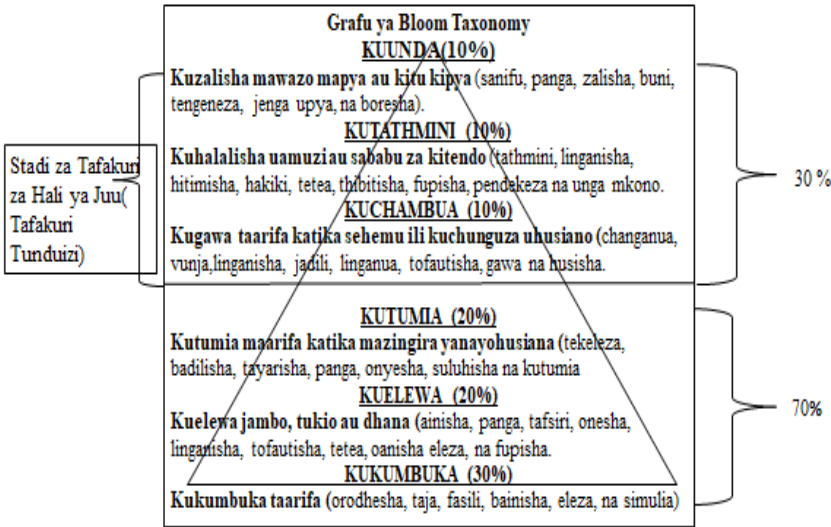 Grafu ya Bloom Taxonomy
KUUNDA(10%)
Kuzalisha mawazo mapya au kitu kipya (sanifu, panga, zalisha, buni,
tengeneza, jenga upya, na boresha).
KUTATHMINI (10%)
Kuhalalisha uamuzi au sababu za kitendo (tathmini, linganisha,
hitimisha, hakiki, tetea, thibitisha, fupisha, pendekeza na unga mkono.
KUCHAMBUA (10%)
Kugawa taarifa katika sehemu ili kuchunguza uhusiano (changanua,
vunja,linganisha, jadili, linganua, tofautisha, gawa na husisha.
Stadi za Tafakuri
za Hali ya Juu(
Tafakuri
Tunduizi)
30 %
KUTUMIA (20%)
Kutumia maarifa katika mazingira yanayohusiana (tekeleza,
badilisha, tayarisha, panga, onyesha, suluhisha na kutumia
KUELEWA (20%)
Kuelewa jambo, tukio au dhana (ainisha, panga, tafsiri, onesha,
linganisha, tofautisha, tetea, oanisha eleza, na fupisha.
KUKUMBUKA (30%)
Kukumbuka taarifa (orodhesha, taja, fasili, bainisha, eleza, na simulia)
70%